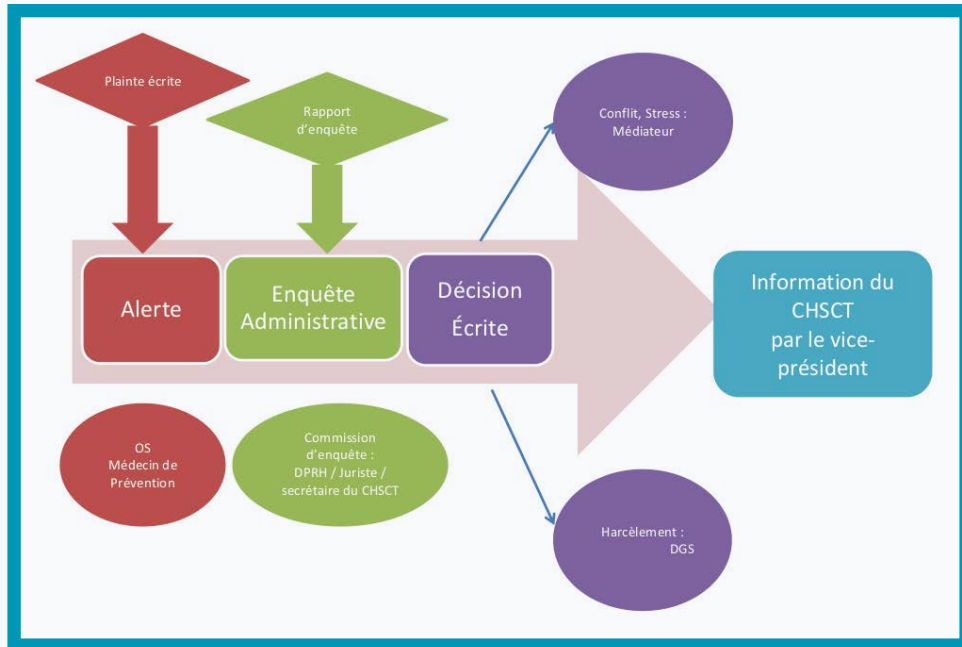 Plainte écrite
Rapport
d'enquête
Conflit, Stress :
Médiateur
Alerte
Enquête
Administrative
Décision
Écrite
Information du
CHSCT
par le vice-
président
OS
Médecin de
Prévention
Commission
d'enquête :
DPRH / Juriste /
secrétaire du CHSCT
Harcèlement :
DGS